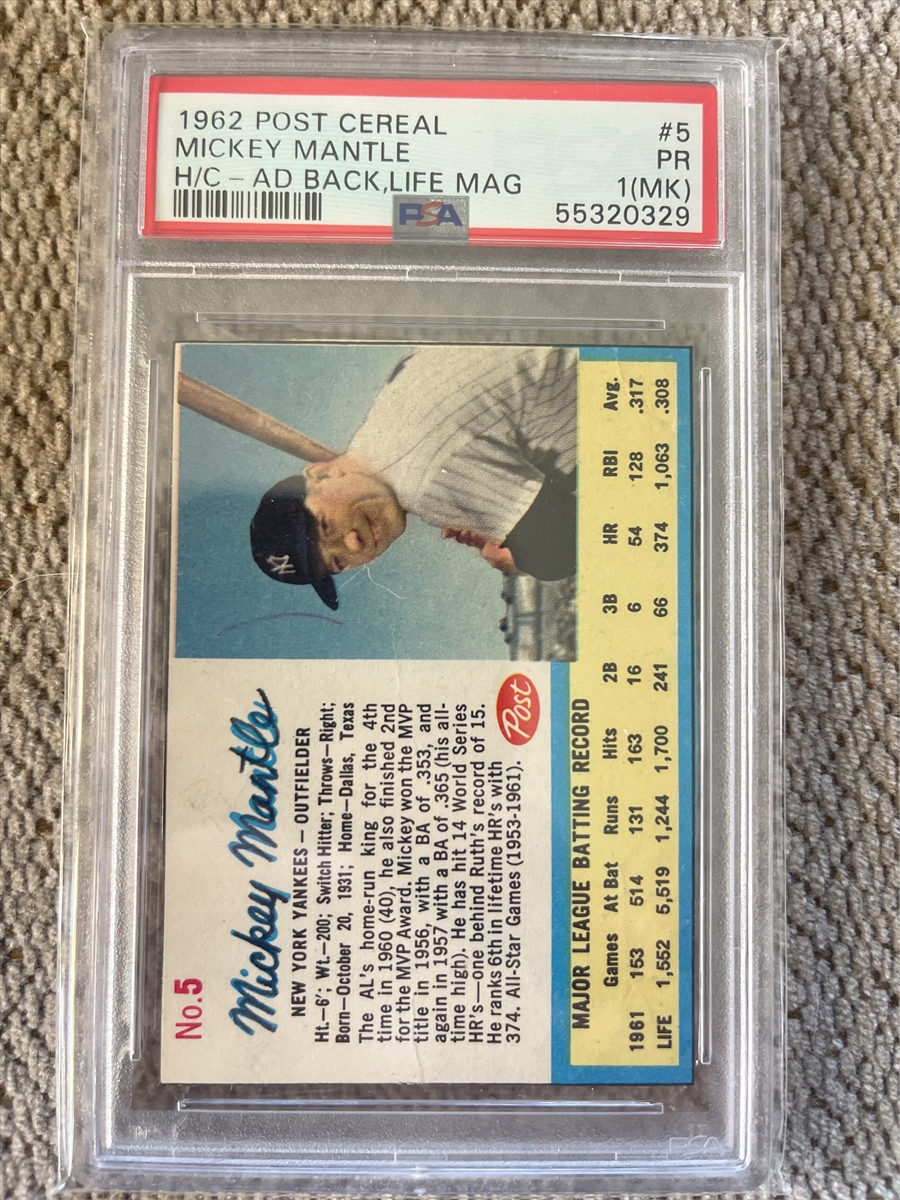 1962 POST CEREAL #5
MICKEY MANTLE PR
H/C - AD BACK,LIFE MAG 1(MK)
PSA 55320329
No.5
Mickey Mantle
NEW YORK YANKEES – OUTFIELDER
Ht.—6'; Wt.—200; Switch Hitter; Throws—Right;
Born—October 20, 1931; Home—Dallas, Texas
The AL's home-run king for the 4th
time in 1960 (40), he also finished 2nd
for the MVP Award. Mickey won the MVP
title in 1956, with a BA of .353, and
again in 1957 with a BA of .365 (his all-
time high). He has hit 14 World Series
HR's—one behind Ruth's record of 15.
He ranks 6th in lifetime HR's with
374. All-Star Games (1953-1961).
Post
NY
MAJOR LEAGUE BATTING RECORD
Games At Bat Runs Hits 2B 3B HR RBI Avg.
1961 153 514 131 163 16 6 54 128 .317
LIFE 1,552 5,519 1,244 1,700 241 66 374 1,063 .308
PSA